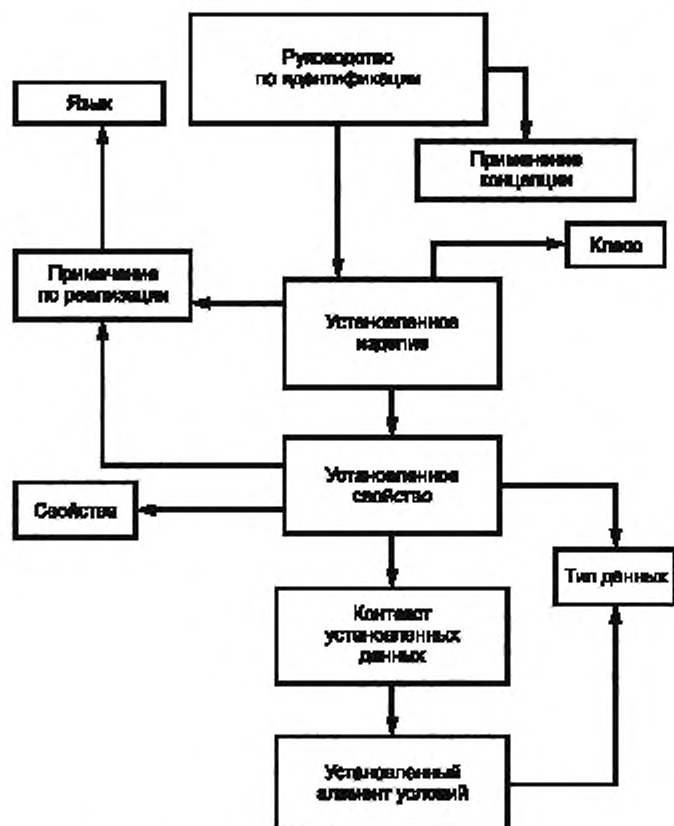 Руководство
по идентификации
Язык
Применение
концепции
Класс
Примечание
по реализации
Установленное
изделие
Установленное
свойство
Свойства
Тип данных
Контекст
установленных
данных
Установленный
элемент условий